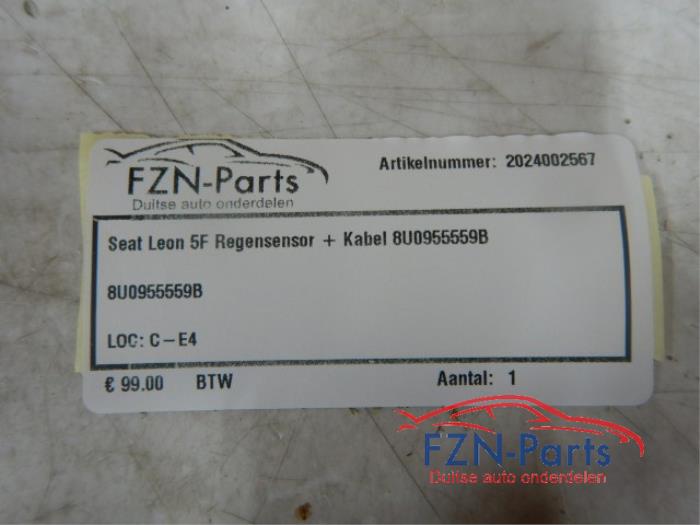 FZN-Parts
Duitse auto onderdelen
Artikelnummer: 2024002567
Seat Leon 5F Regensensor + Kabel 8U0955559B
8U0955559B
LOC: C-E4
€ 99.00 BTW Aantal: 1
FZN-Parts
Duitse auto onderdelen